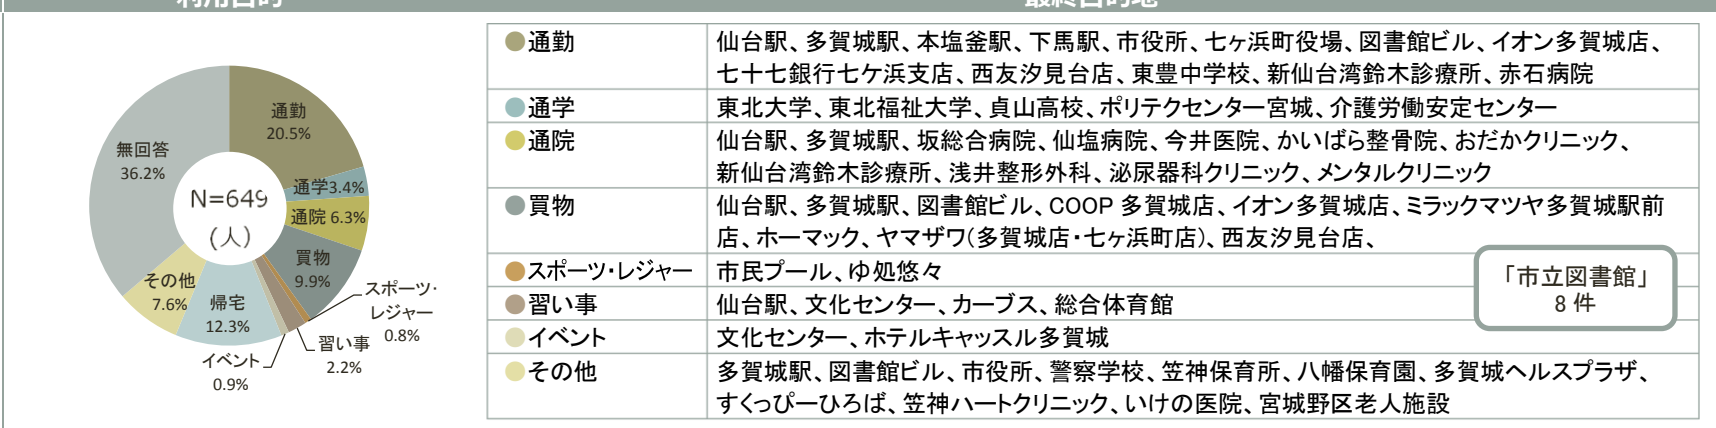 利用目的
最終目的地
通勤
20.5%
通学3.4%
通院 6.3%
買物
9.9%
スポーツ・
レジャー
0.8%
習い事
2.2%
イベント
0.9%
帰宅
12.3%
その他
7.6%
無回答
36.2%
N=649
(人)
●通勤
仙台駅、多賀城駅、本塩釜駅、下馬駅、市役所、七ヶ浜町役場、図書館ビル、イオン多賀城店、
七十七銀行七ケ浜支店、西友汐見台店、東豊中学校、新仙台湾鈴木診療所、赤石病院
●通学
東北大学、東北福祉大学、貞山高校、ポリテクセンター宮城、介護労働安定センター
●通院
仙台駅、多賀城駅、坂総合病院、仙塩病院、今井医院、かいばら整骨院、おだかクリニック、
新仙台湾鈴木診療所、浅井整形外科、泌尿器科クリニック、メンタルクリニック
●買物
仙台駅、多賀城駅、図書館ビル、COOP 多賀城店、イオン多賀城店、ミラックマツヤ多賀城駅前
店、ホーマック、ヤマザワ(多賀城店・七ヶ浜町店)、西友汐見台店、
●スポーツ・レジャー
市民プール、ゆ処悠々
●習い事
仙台駅、文化センター、カーブス、総合体育館
●イベント
文化センター、ホテルキャッスル多賀城
●その他
多賀城駅、図書館ビル、市役所、警察学校、笠神保育所、八幡保育園、多賀城ヘルスプラザ、
すくっぴーひろば、笠神ハートクリニック、いけの医院、宮城野区老人施設
「市立図書館」
8 件